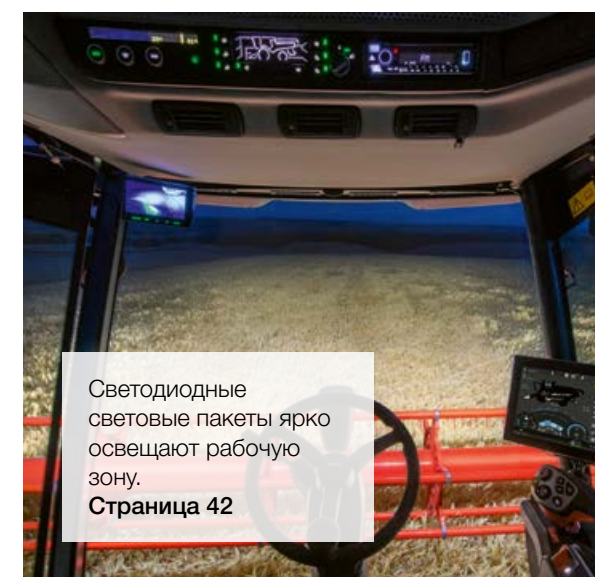 Светодиодные
световые пакеты ярко
освещают рабочую
зону.
Страница 42